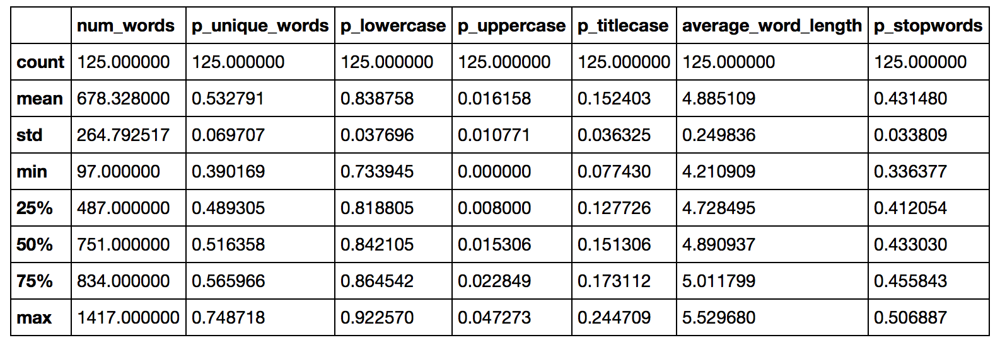 num_words p_unique_words p_lowercase p_uppercase p_titlecase average_word_length p_stopwords
count 125.000000 125.000000 125.000000 125.000000 125.000000 125.000000 125.000000
mean 678.328000 0.532791 0.838758 0.016158 0.152403 4.885109 0.431480
std 264.792517 0.069707 0.037696 0.010771 0.036325 0.249836 0.033809
min 97.000000 0.390169 0.733945 0.000000 0.077430 4.210909 0.336377
25% 487.000000 0.489305 0.818805 0.008000 0.127726 4.728495 0.412054
50% 751.000000 0.516358 0.842105 0.015306 0.151306 4.890937 0.433030
75% 834.000000 0.565966 0.864542 0.022849 0.173112 5.011799 0.455843
max 1417.000000 0.748718 0.922570 0.047273 0.244709 5.529680 0.506887